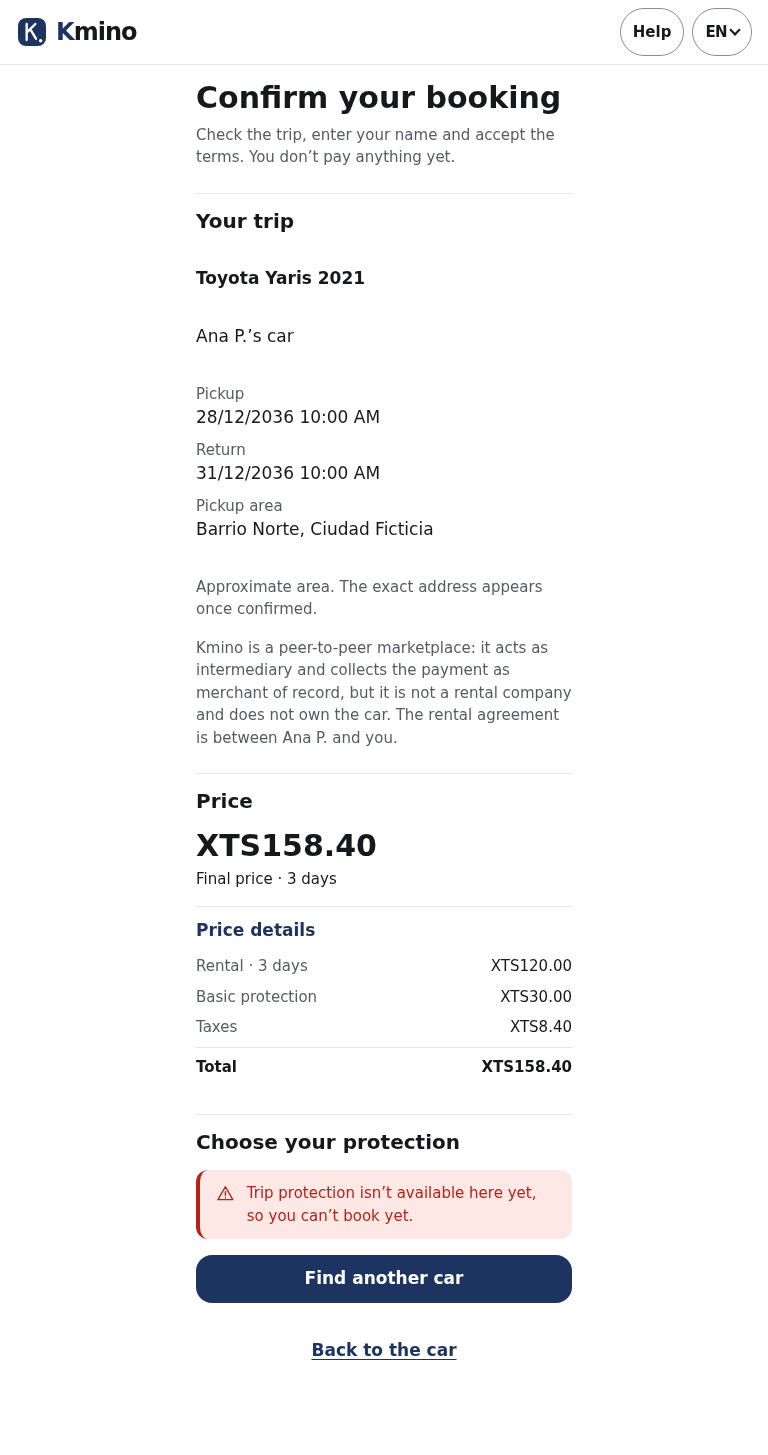 K. Kmino
Help
EN
Confirm your booking
Check the trip, enter your name and accept the
terms. You don’t pay anything yet.
Your trip
Toyota Yaris 2021
Ana P.’s car
Pickup
28/12/2036 10:00 AM
Return
31/12/2036 10:00 AM
Pickup area
Barrio Norte, Ciudad Ficticia
Approximate area. The exact address appears
once confirmed.
Kmino is a peer-to-peer marketplace: it acts as
intermediary and collects the payment as
merchant of record, but it is not a rental company
and does not own the car. The rental agreement
is between Ana P. and you.
Price
XTS158.40
Final price · 3 days
Price details
Rental · 3 days XTS120.00
Basic protection XTS30.00
Taxes XTS8.40
Total XTS158.40
Choose your protection
Trip protection isn’t available here yet,
so you can’t book yet.
Find another car
Back to the car